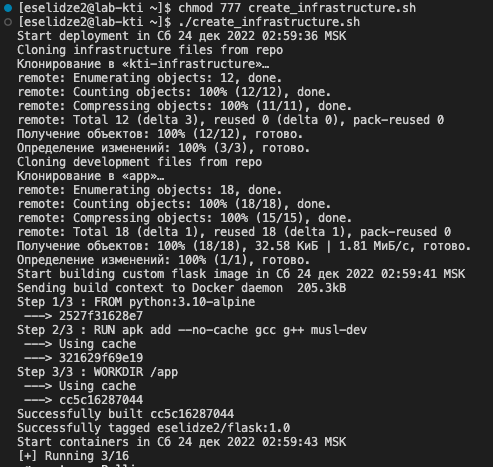 [eselidze2@lab-kti ~]$ chmod 777 create_infrastructure.sh
[eselidze2@lab-kti ~]$ ./create_infrastructure.sh
Start deployment in Сб 24 дек 2022 02:59:36 MSK
Cloning infrastructure files from repo
Клонирование в «kti-infrastructure»…
remote: Enumerating objects: 12, done.
remote: Counting objects: 100% (12/12), done.
remote: Compressing objects: 100% (11/11), done.
remote: Total 12 (delta 3), reused 0 (delta 0), pack-reused 0
Получение объектов: 100% (12/12), готово.
Определение изменений: 100% (3/3), готово.
Cloning development files from repo
Клонирование в «app»…
remote: Enumerating objects: 18, done.
remote: Counting objects: 100% (18/18), done.
remote: Compressing objects: 100% (15/15), done.
remote: Total 18 (delta 1), reused 18 (delta 1), pack-reused 0
Получение объектов: 100% (18/18), 32.58 КиБ | 1.81 МиБ/с, готово.
Определение изменений: 100% (1/1), готово.
Start building custom flask image in Сб 24 дек 2022 02:59:41 MSK
Sending build context to Docker daemon  205.3kB
Step 1/3 : FROM python:3.10-alpine
 ---> 2527f31628e7
Step 2/3 : RUN apk add --no-cache gcc g++ musl-dev
 ---> Using cache
 ---> 321629f69e19
Step 3/3 : WORKDIR /app
 ---> Using cache
 ---> cc5c16287044
Successfully built cc5c16287044
Successfully tagged eselidze2/flask:1.0
Start containers in Сб 24 дек 2022 02:59:43 MSK
[+] Running 3/16